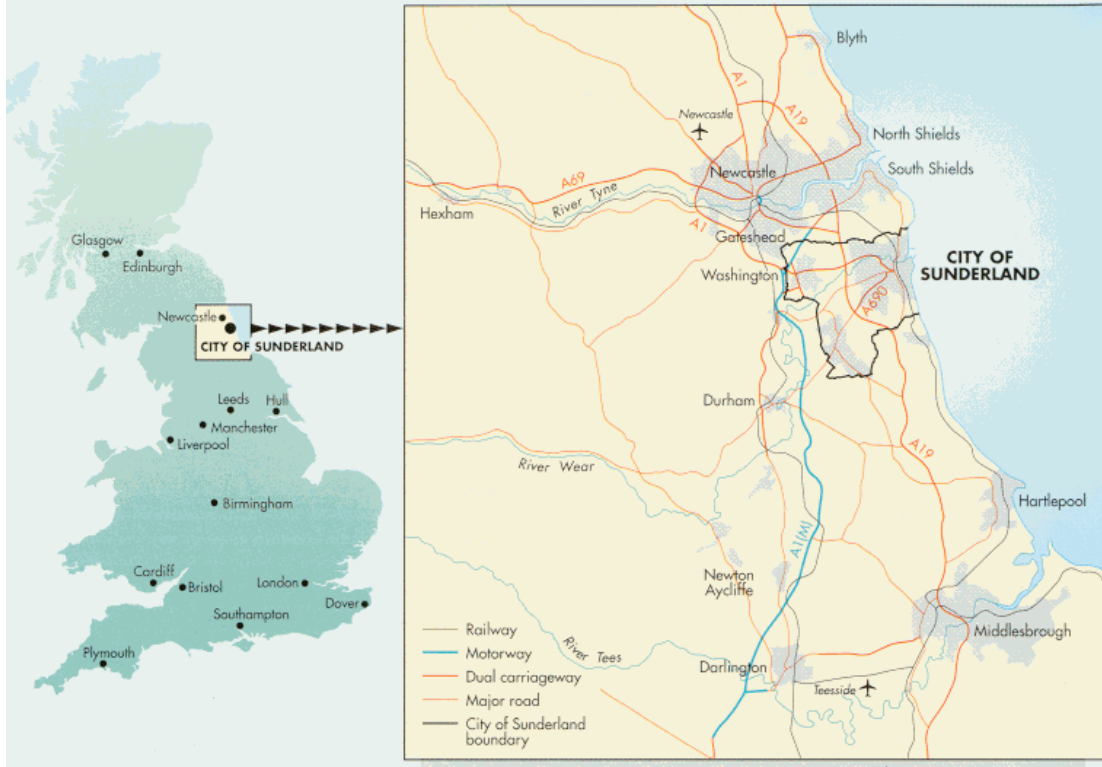 Glasgow
Edinburgh
Newcastle
CITY OF SUNDERLAND
Leeds
Hull
Manchester
Liverpool
Birmingham
Cardiff
Bristol
London
Dover
Southampton
Plymouth
Blyth
A1
A19
Newcastle
North Shields
South Shields
Newcastle
A69
River Tyne
Hexham
A1
Gateshead
Washington
CITY OF
SUNDERLAND
A690
Durham
A19
River Wear
Hartlepool
A1(M)
Newton
Aycliffe
Middlesbrough
River Tees
Darlington
Teesside
Railway
Motorway
Dual carriageway
Major road
City of Sunderland
boundary